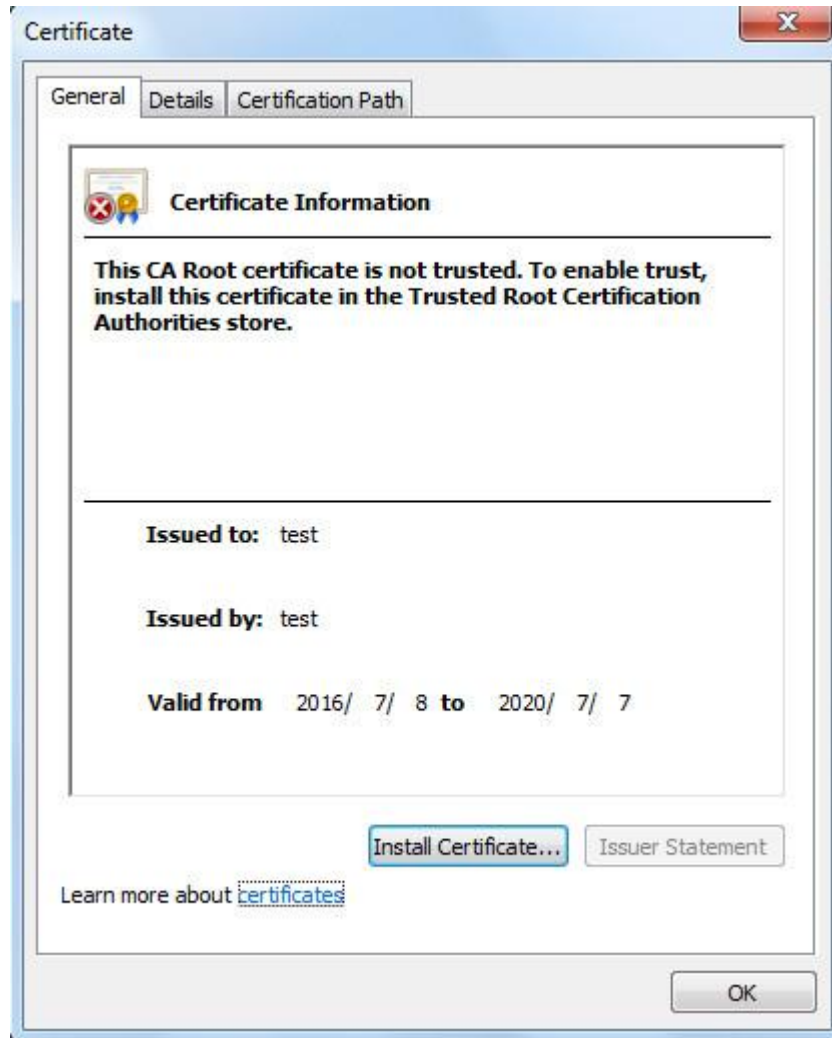 Certificate
General Details Certification Path
Certificate Information
This CA Root certificate is not trusted. To enable trust,
install this certificate in the Trusted Root Certification
Authorities store.
Issued to: test
Issued by: test
Valid from 2016/ 7/ 8 to 2020/ 7/ 7
Install Certificate... Issuer Statement
Learn more about certificates
OK